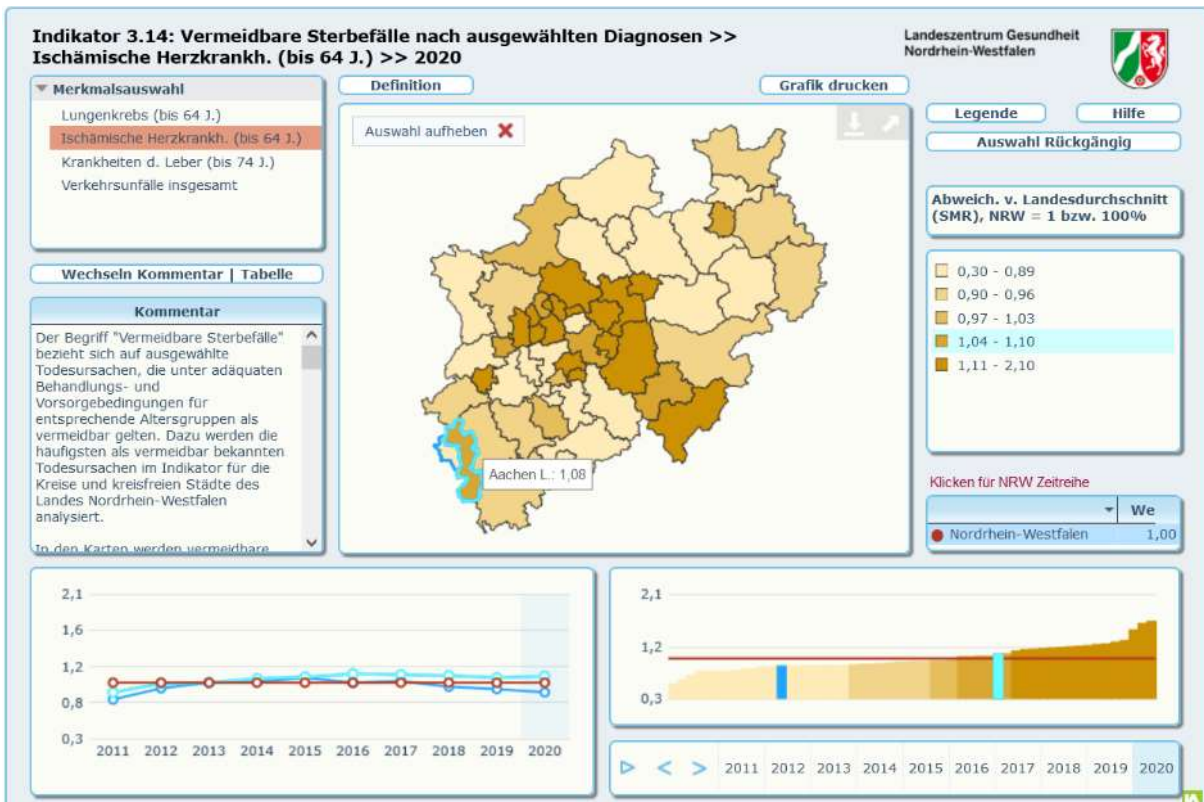 Indikator 3.14: Vermeidbare Sterbefälle nach ausgewählten Diagnosen >>
Ischämische Herzkrankh. (bis 64 J.) >> 2020
Landeszentrum Gesundheit
Nordrhein-Westfalen
Merkmalsauswahl
Lungenkrebs (bis 64 J.)
Ischämische Herzkrankh. (bis 64 J.)
Krankheiten d. Leber (bis 74 J.)
Verkehrsunfälle insgesamt
Wechseln Kommentar | Tabelle
Kommentar
Der Begriff "Vermeidbare Sterbefälle"
bezieht sich auf ausgewählte
Todesursachen, die unter adäquaten
Behandlungs- und
Vorsorgebedingungen für
entsprechende Altersgruppen als
vermeidbar gelten. Dazu werden die
häufigsten als vermeidbar bekannten
Todesursachen im Indikator für die
Kreise und kreisfreien Städte des
Landes Nordrhein-Westfalen
analysiert.
In den Karten werden vermeidbare
Definition
Grafik drucken
Auswahl aufheben
Aachen L.: 1,08
Legende
Hilfe
Auswahl Rückgängig
Abweich. v. Landesdurchschnitt
(SMR), NRW = 1 bzw. 100%
0,30 - 0,89
0,90 - 0,96
0,97 - 1,03
1,04 - 1,10
1,11 - 2,10
Klicken für NRW Zeitreihe
We
Nordrhein-Westfalen 1,00
2,1
1,6
1,2
0,8
0,3
2011 2012 2013 2014 2015 2016 2017 2018 2019 2020
2,1
1,2
0,3
2011 2012 2013 2014 2015 2016 2017 2018 2019 2020